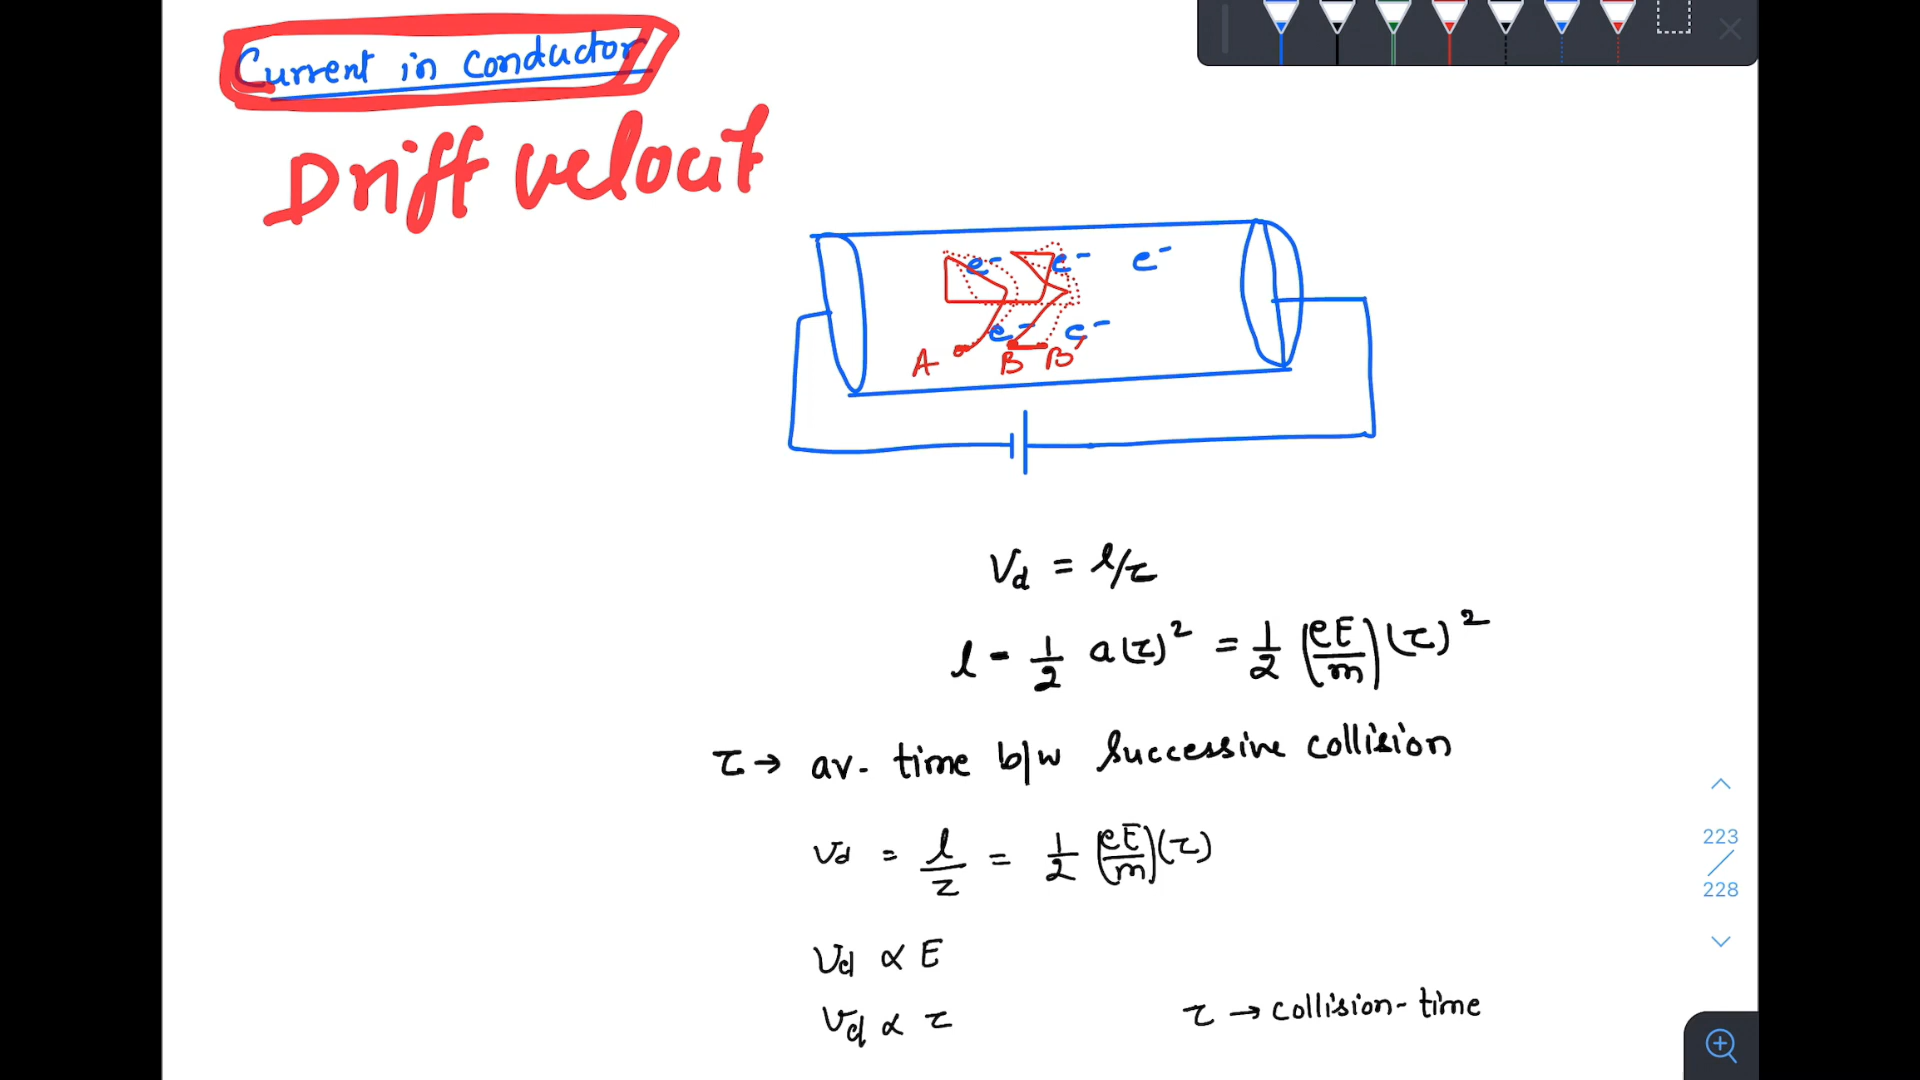 Current in Conductor
Drift velocit
e⁻ e⁻ e⁻
e⁻ e⁻
A B B'
Vd = l/τ
l - 1/2 a(τ)² = 1/2 (eE/m)(τ)²
τ → av. time b/w successive collision
Vd = l/τ = 1/2 (eE/m)(τ)
Vd ∝ E
Vd ∝ τ
τ → collision-time
223
/
228